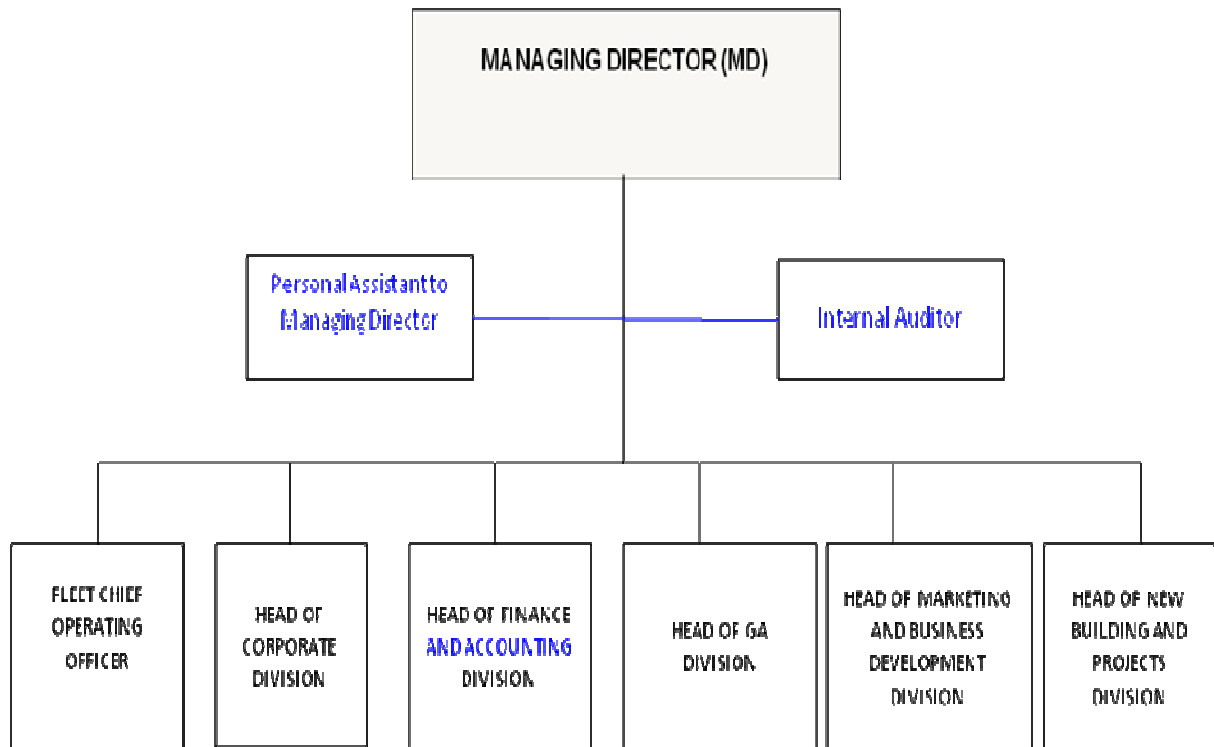 MANAGING DIRECTOR (MD)
Personal Assistant to
Managing Director
Internal Auditor
FLEET CHIEF
OPERATING
OFFICER
HEAD OF
CORPORATE
DIVISION
HEAD OF FINANCE
AND ACCOUNTING
DIVISION
HEAD OF GA
DIVISION
HEAD OF MARKETING
AND BUSINESS
DEVELOPMENT
DIVISION
HEAD OF NEW
BUILDING AND
PROJECTS
DIVISION